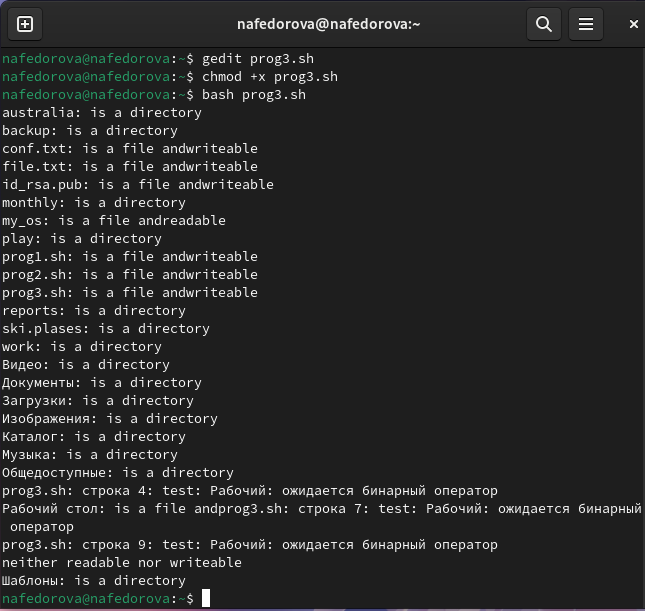 nafedorova@nafedorova:~
nafedorova@nafedorova:~$ gedit prog3.sh
nafedorova@nafedorova:~$ chmod +x prog3.sh
nafedorova@nafedorova:~$ bash prog3.sh
australia: is a directory
backup: is a directory
conf.txt: is a file andwriteable
file.txt: is a file andwriteable
id_rsa.pub: is a file andwriteable
monthly: is a directory
my_os: is a file andreadable
play: is a directory
prog1.sh: is a file andwriteable
prog2.sh: is a file andwriteable
prog3.sh: is a file andwriteable
reports: is a directory
ski.plases: is a directory
work: is a directory
Видео: is a directory
Документы: is a directory
Загрузки: is a directory
Изображения: is a directory
Каталог: is a directory
Музыка: is a directory
Общедоступные: is a directory
prog3.sh: строка 4: test: Рабочий: ожидается бинарный оператор
Рабочий стол: is a file andprog3.sh: строка 7: test: Рабочий: ожидается бинарный
оператор
prog3.sh: строка 9: test: Рабочий: ожидается бинарный оператор
neither readable nor writeable
Шаблоны: is a directory
nafedorova@nafedorova:~$